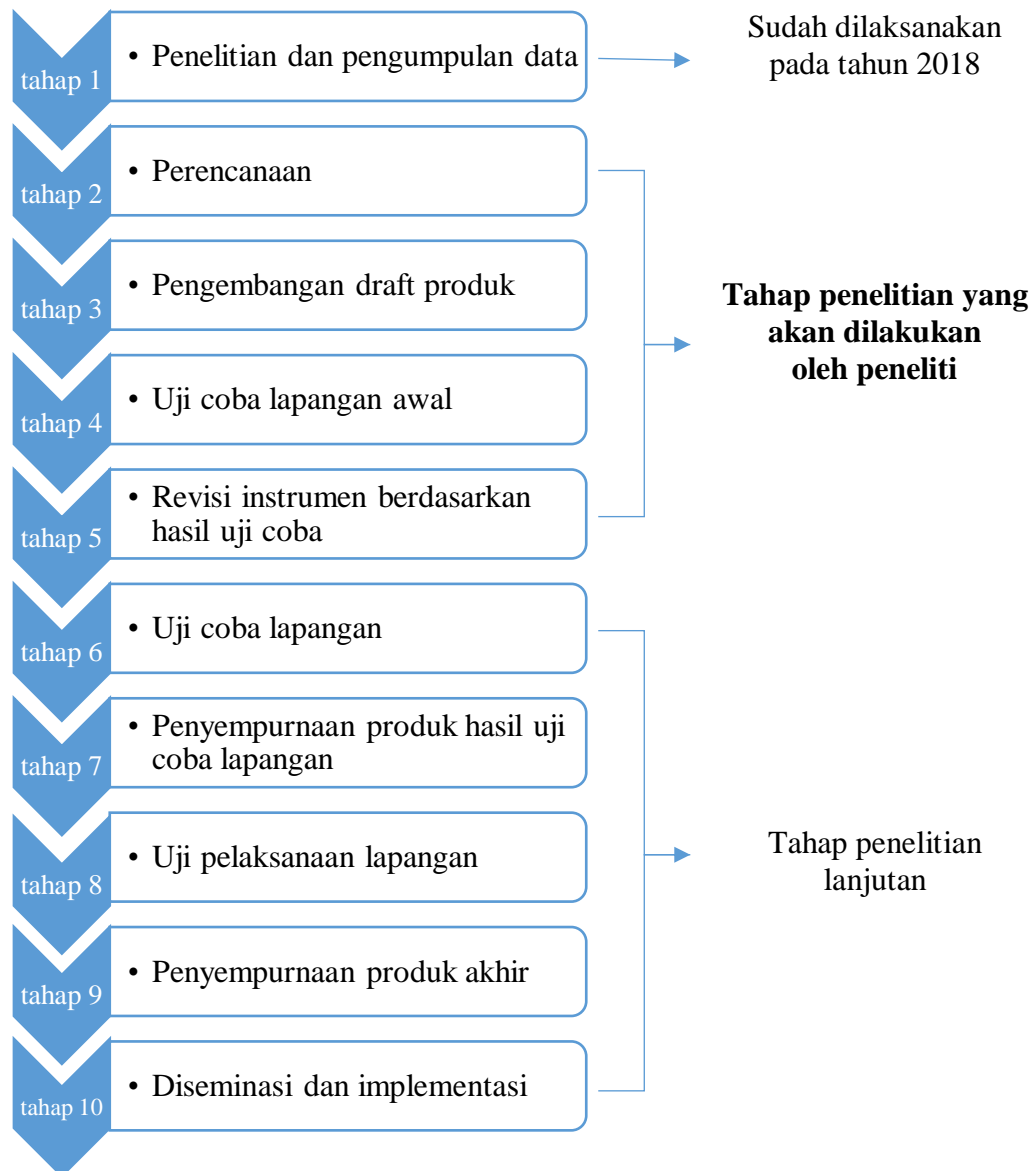 tahap 1
• Penelitian dan pengumpulan data
Sudah dilaksanakan
pada tahun 2018
tahap 2
• Perencanaan
tahap 3
• Pengembangan draft produk
Tahap penelitian yang
akan dilakukan
oleh peneliti
tahap 4
• Uji coba lapangan awal
tahap 5
• Revisi instrumen berdasarkan
hasil uji coba
tahap 6
• Uji coba lapangan
tahap 7
• Penyempurnaan produk hasil uji
coba lapangan
tahap 8
• Uji pelaksanaan lapangan
Tahap penelitian
lanjutan
tahap 9
• Penyempurnaan produk akhir
tahap 10
• Diseminasi dan implementasi